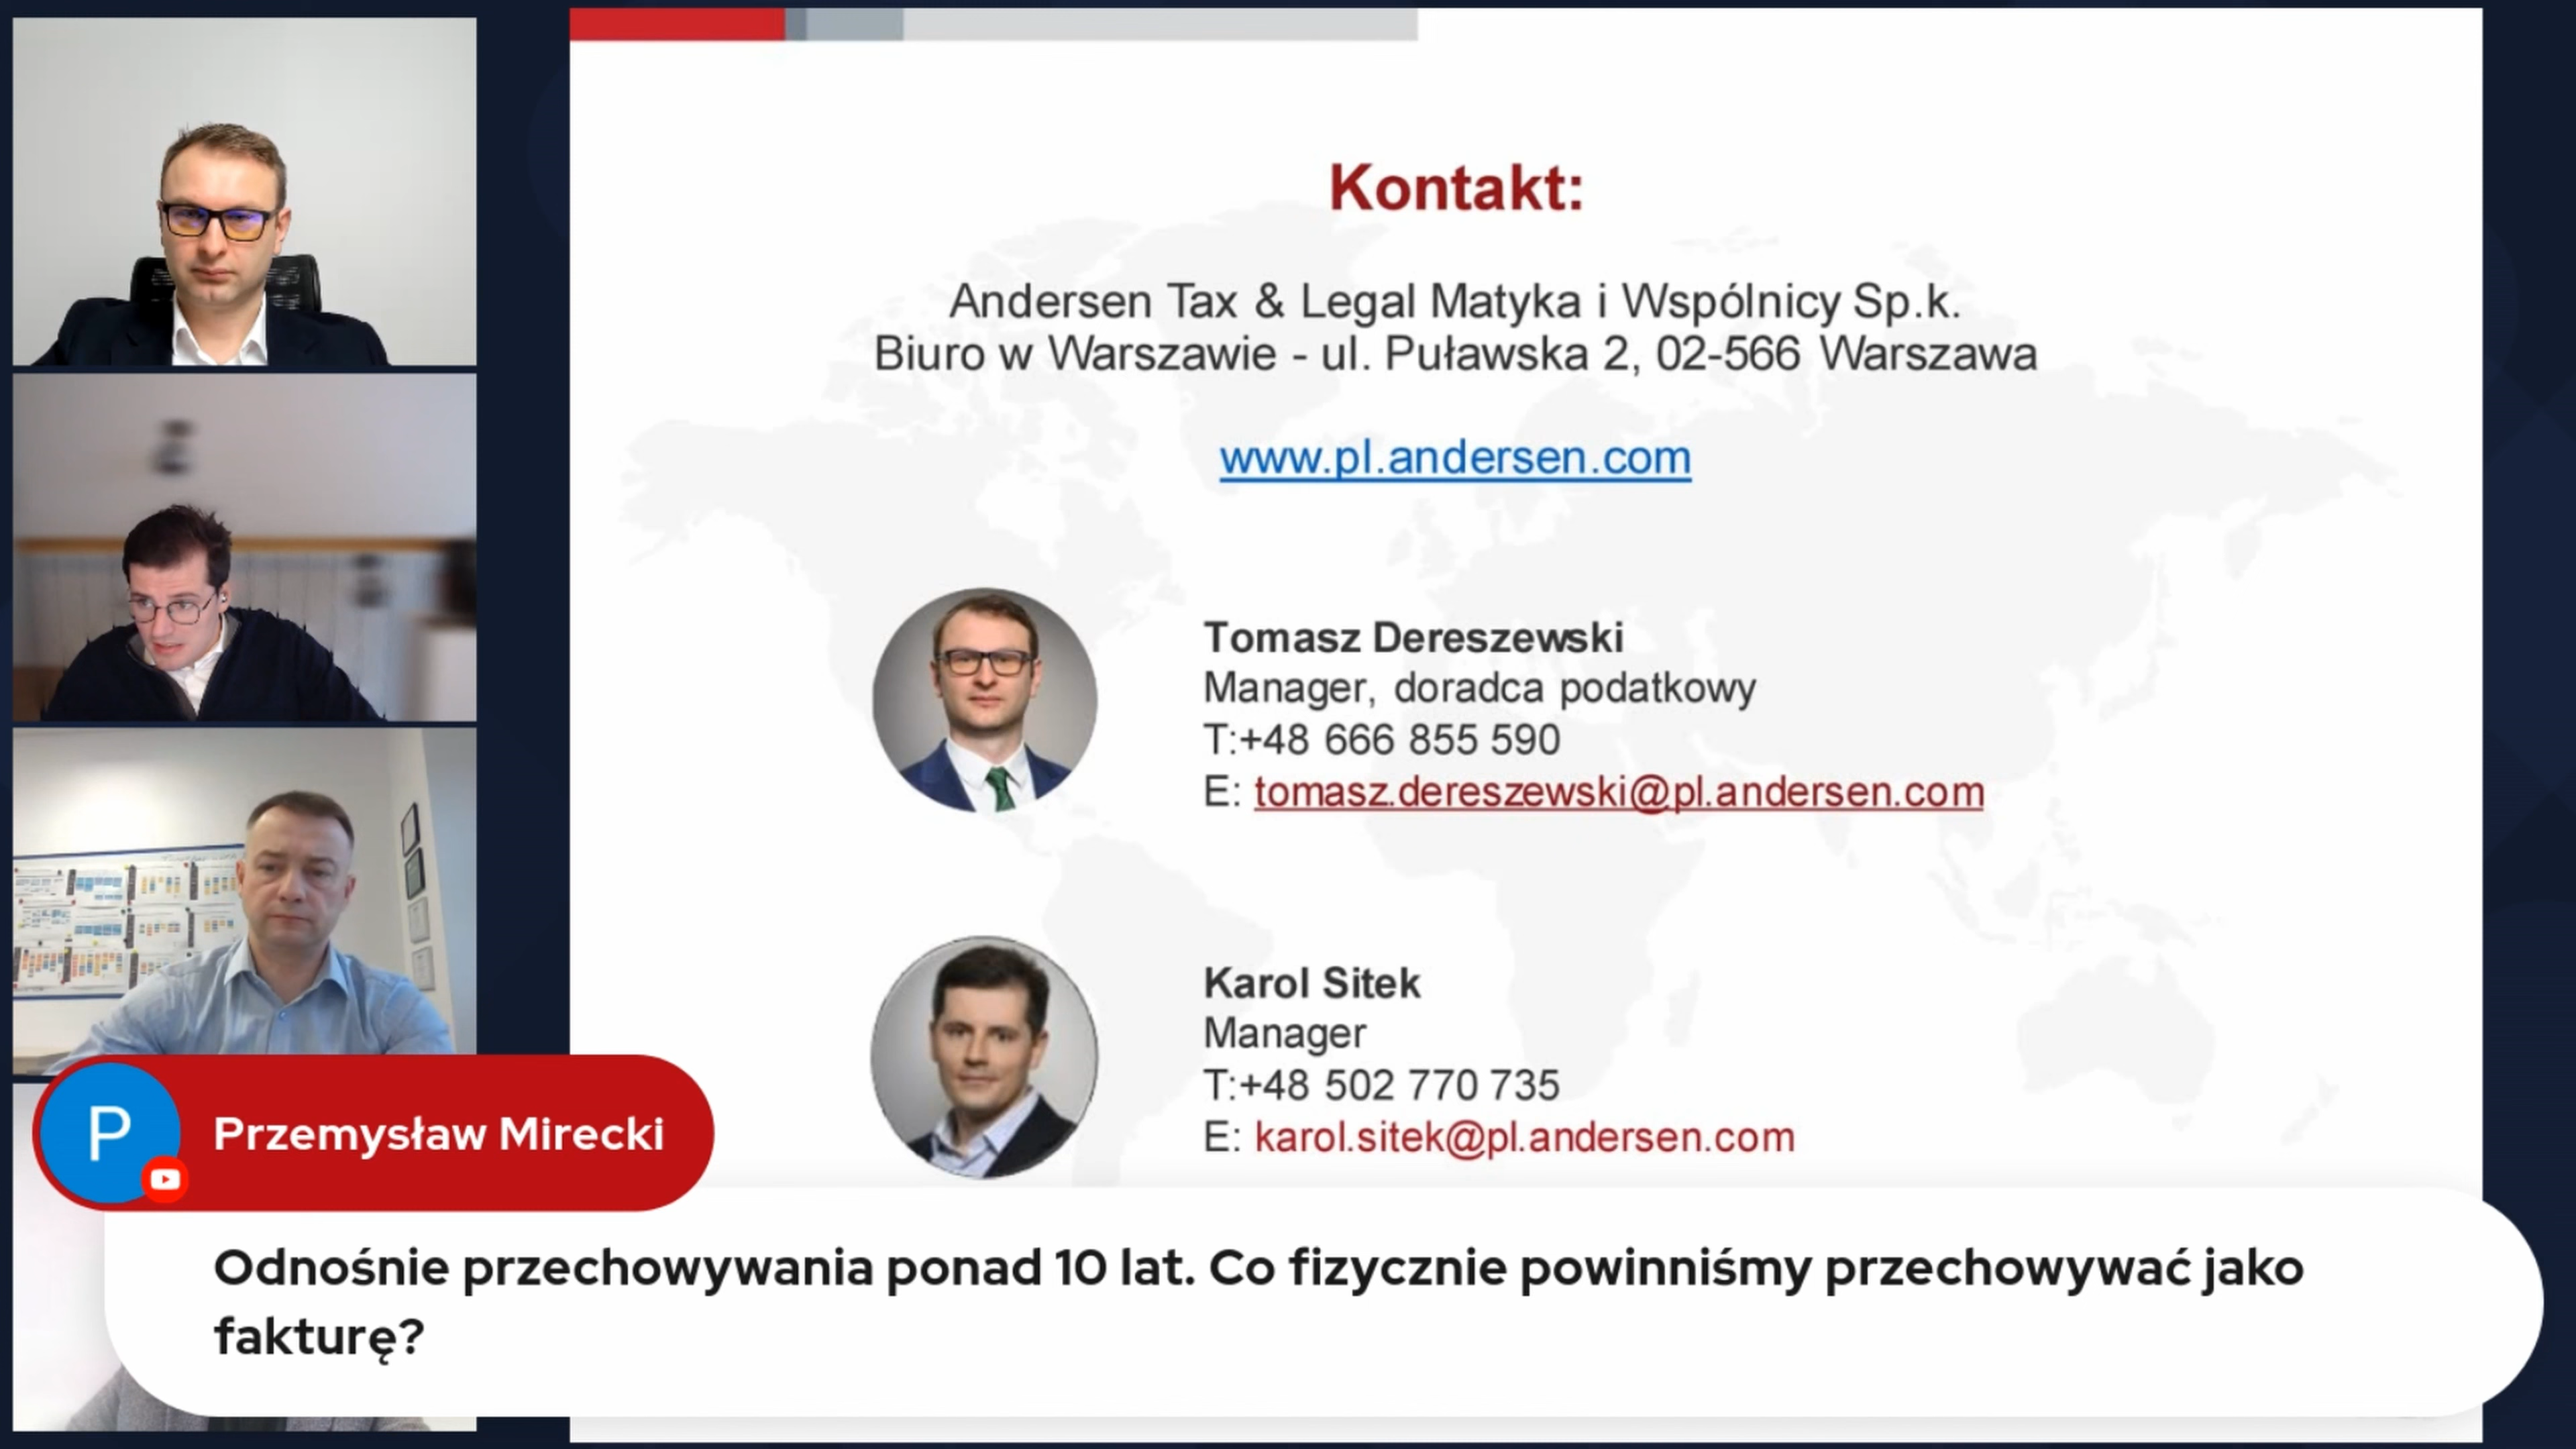 Kontakt:
Andersen Tax & Legal Matyka i Wspólnicy Sp.k.
Biuro w Warszawie - ul. Puławska 2, 02-566 Warszawa
www.pl.andersen.com
Tomasz Dereszewski
Manager, doradca podatkowy
T:+48 666 855 590
E: tomasz.dereszewski@pl.andersen.com
Karol Sitek
Manager
T:+48 502 770 735
E: karol.sitek@pl.andersen.com
P
Przemysław Mirecki
Odnośnie przechowywania ponad 10 lat. Co fizycznie powinniśmy przechowywać jako
fakturę?